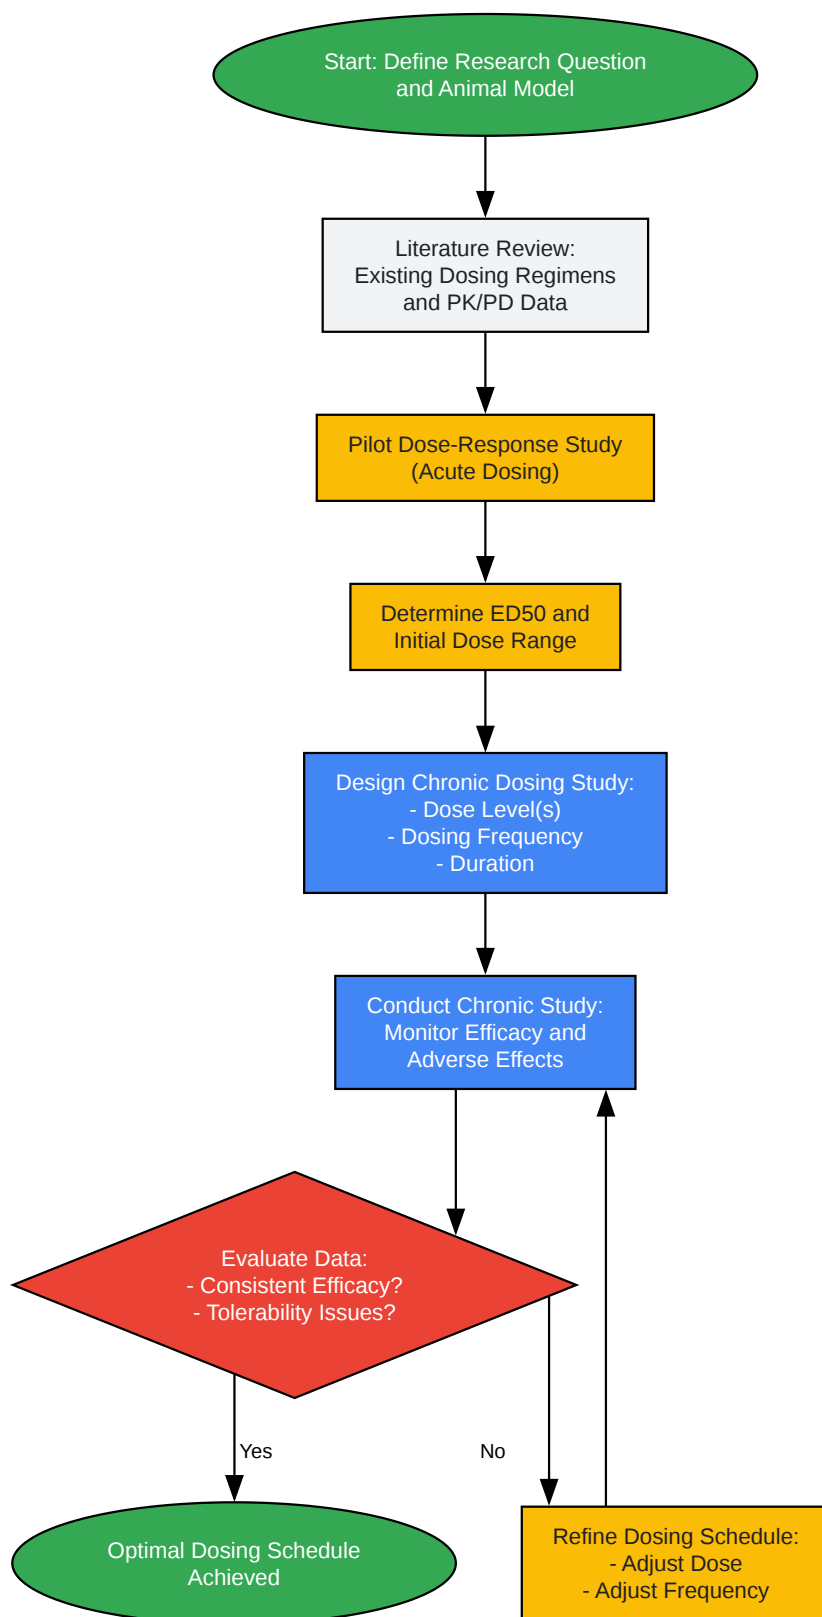 Start: Define Research Question
and Animal Model
Literature Review:
Existing Dosing Regimens
and PK/PD Data
Pilot Dose-Response Study
(Acute Dosing)
Determine ED50 and
Initial Dose Range
Design Chronic Dosing Study:
- Dose Level(s)
- Dosing Frequency
- Duration
Conduct Chronic Study:
Monitor Efficacy and
Adverse Effects
Evaluate Data:
- Consistent Efficacy?
- Tolerability Issues?
Yes
No
Optimal Dosing Schedule
Achieved
Refine Dosing Schedule:
- Adjust Dose
- Adjust Frequency